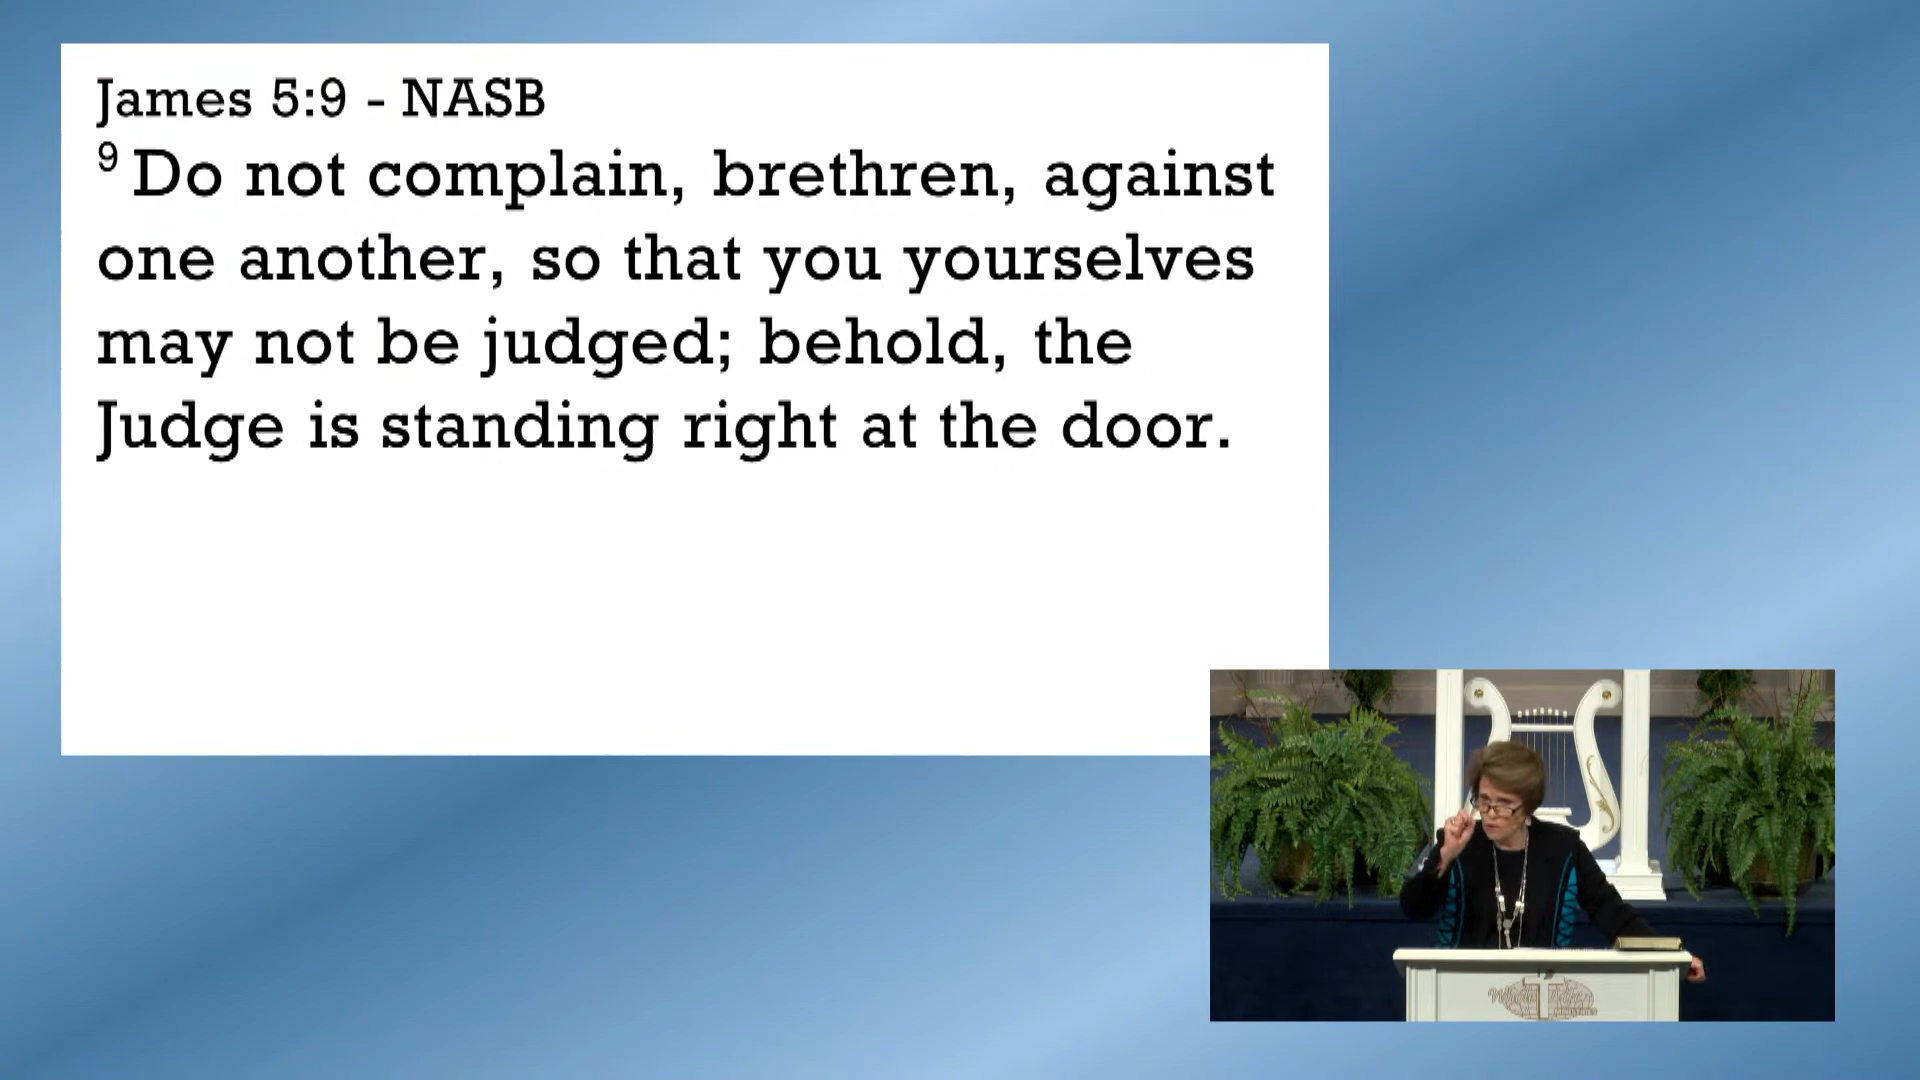 James 5:9 - NASB
9 Do not complain, brethren, against
one another, so that you yourselves
may not be judged; behold, the
Judge is standing right at the door.